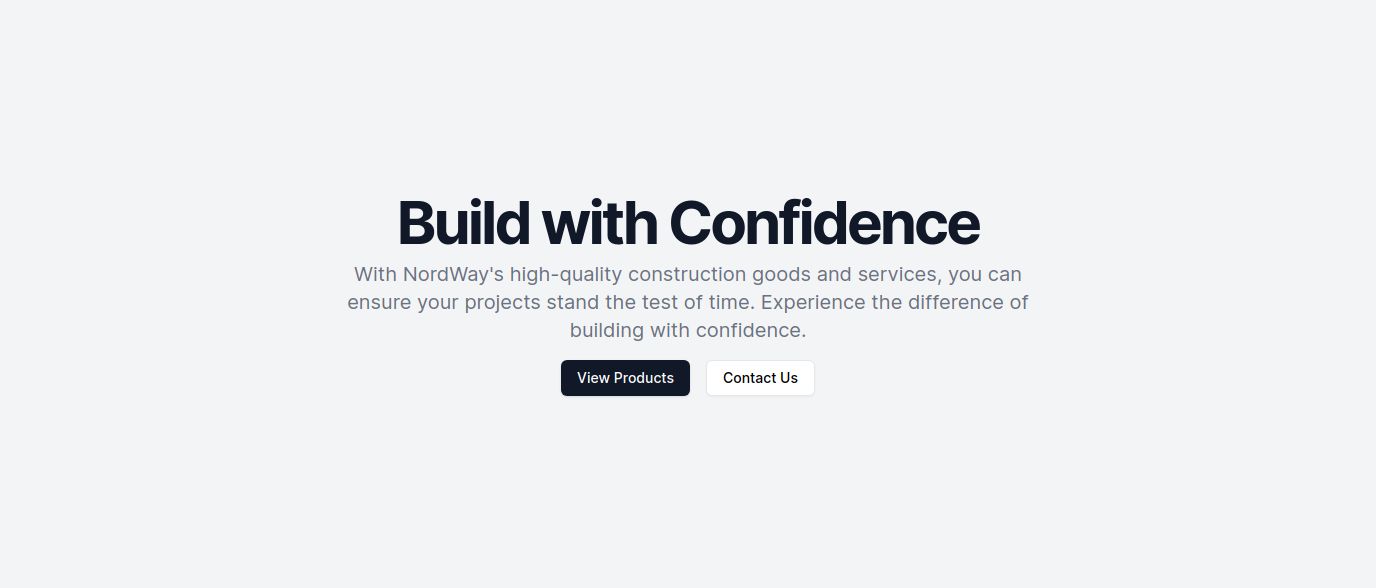 Build with Confidence
With NordWay's high-quality construction goods and services, you can
ensure your projects stand the test of time. Experience the difference of
building with confidence.
View Products
Contact Us